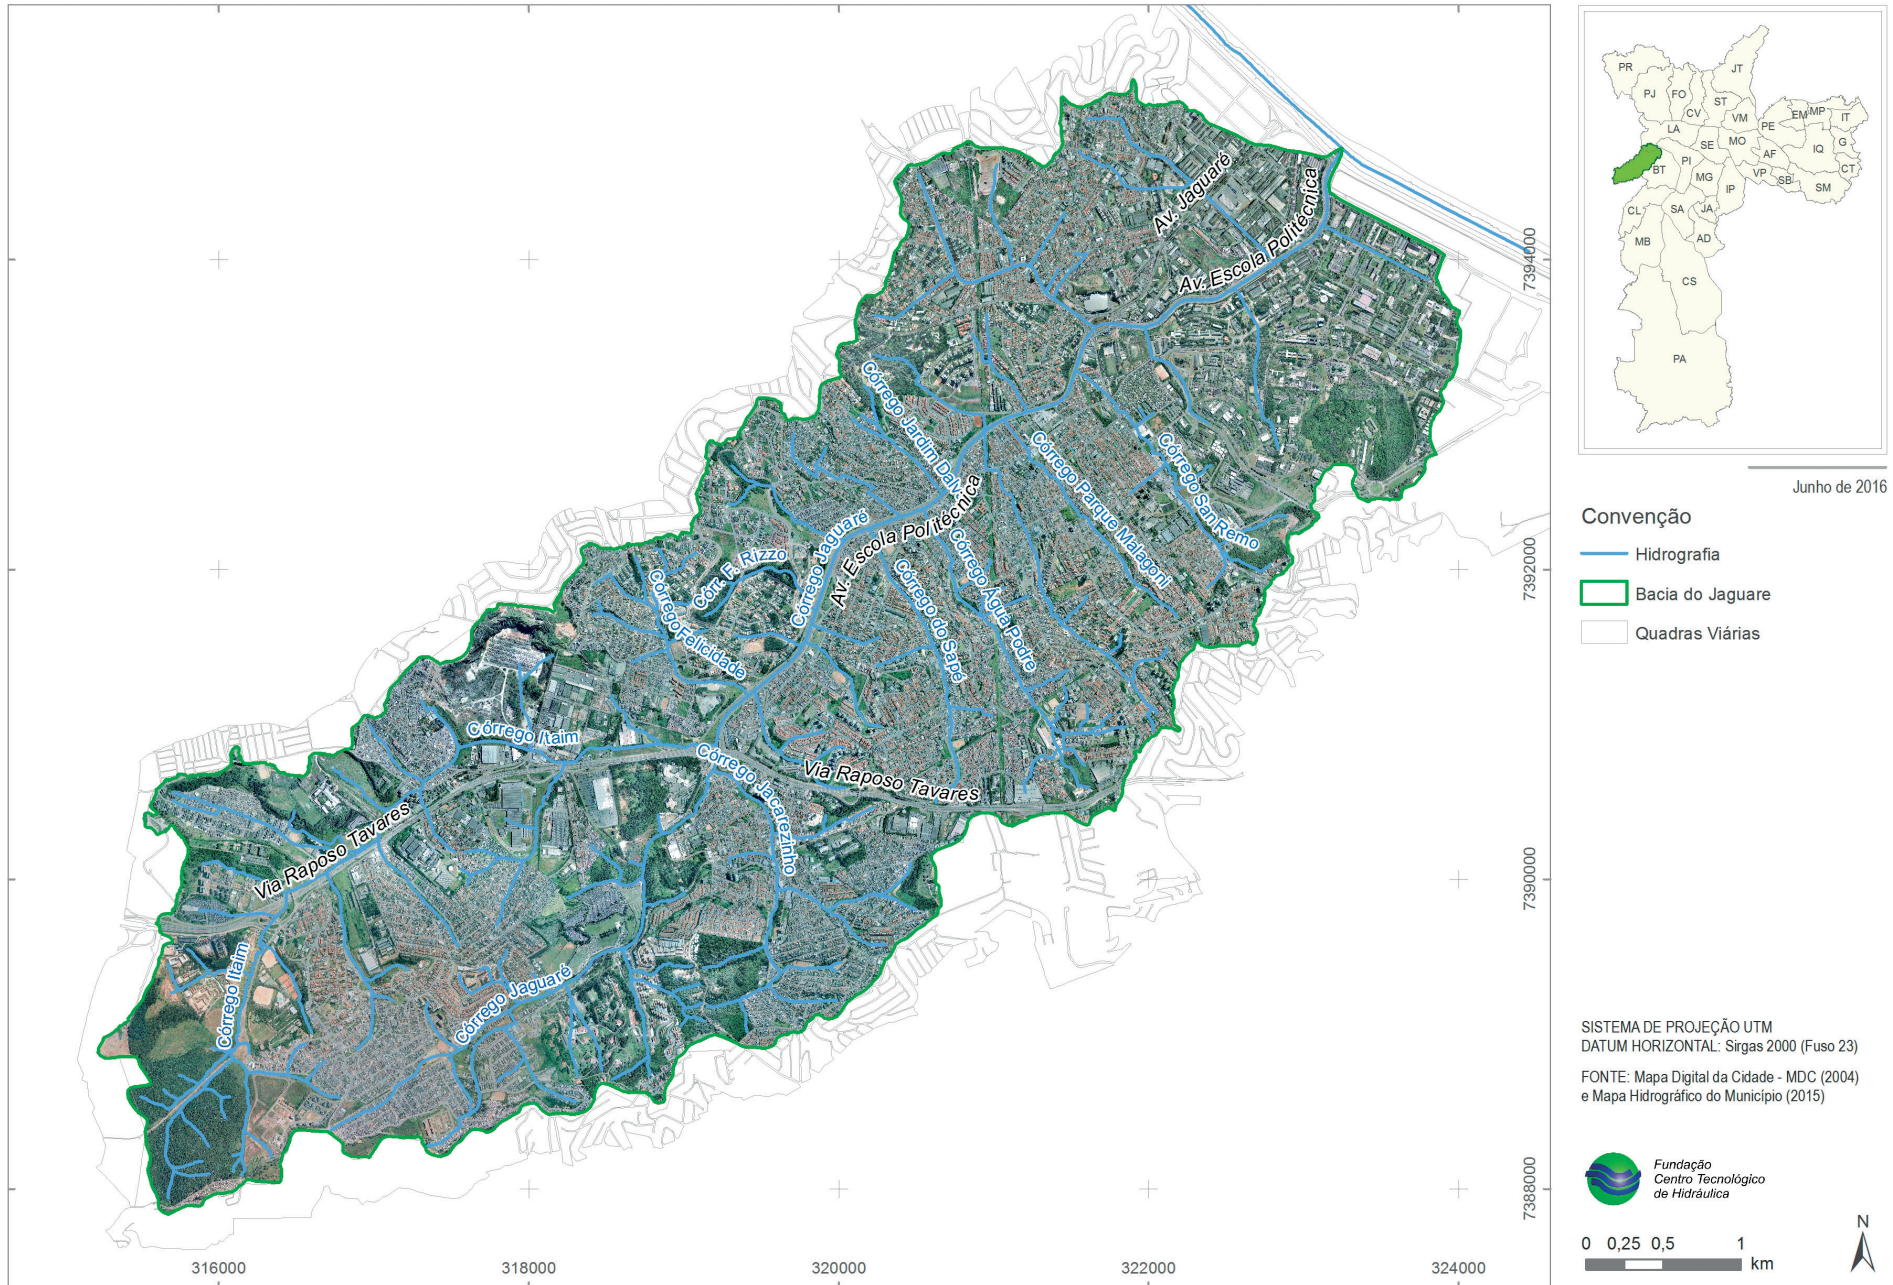 Av. Jaguaré
Av. Escola Politécnica
Córrego Jardim Dalv
Córrego Parque Malagoni
Córrego San Remo
Córrego Jaguaré
Av. Escola Politécnica
Córr. F. Rizzo
Córrego Felicidade
Córrego do Sapé
Córrego Água Podre
Córrego Itaim
Córrego Jacarezinho
Via Raposo Tavares
Via Raposo Tavares
Córrego Itaim
Córrego Jaguaré
316000
318000
320000
322000
324000
7394000
7392000
7390000
7388000
PR
JT
PJ
FO
ST
CV
VM
EM
MP
IT
LA
PE
SE
MO
IQ
G
BT
PI
AF
CT
MG
IP
VP
SB
SM
CL
SA
JA
MB
AD
CS
PA
Junho de 2016
Convenção
Hidrografia
Bacia do Jaguare
Quadras Viárias
SISTEMA DE PROJEÇÃO UTM
DATUM HORIZONTAL: Sirgas 2000 (Fuso 23)
FONTE: Mapa Digital da Cidade - MDC (2004)
e Mapa Hidrográfico do Município (2015)
Fundação
Centro Tecnológico
de Hidráulica
N
0 0,25 0,5 1
km